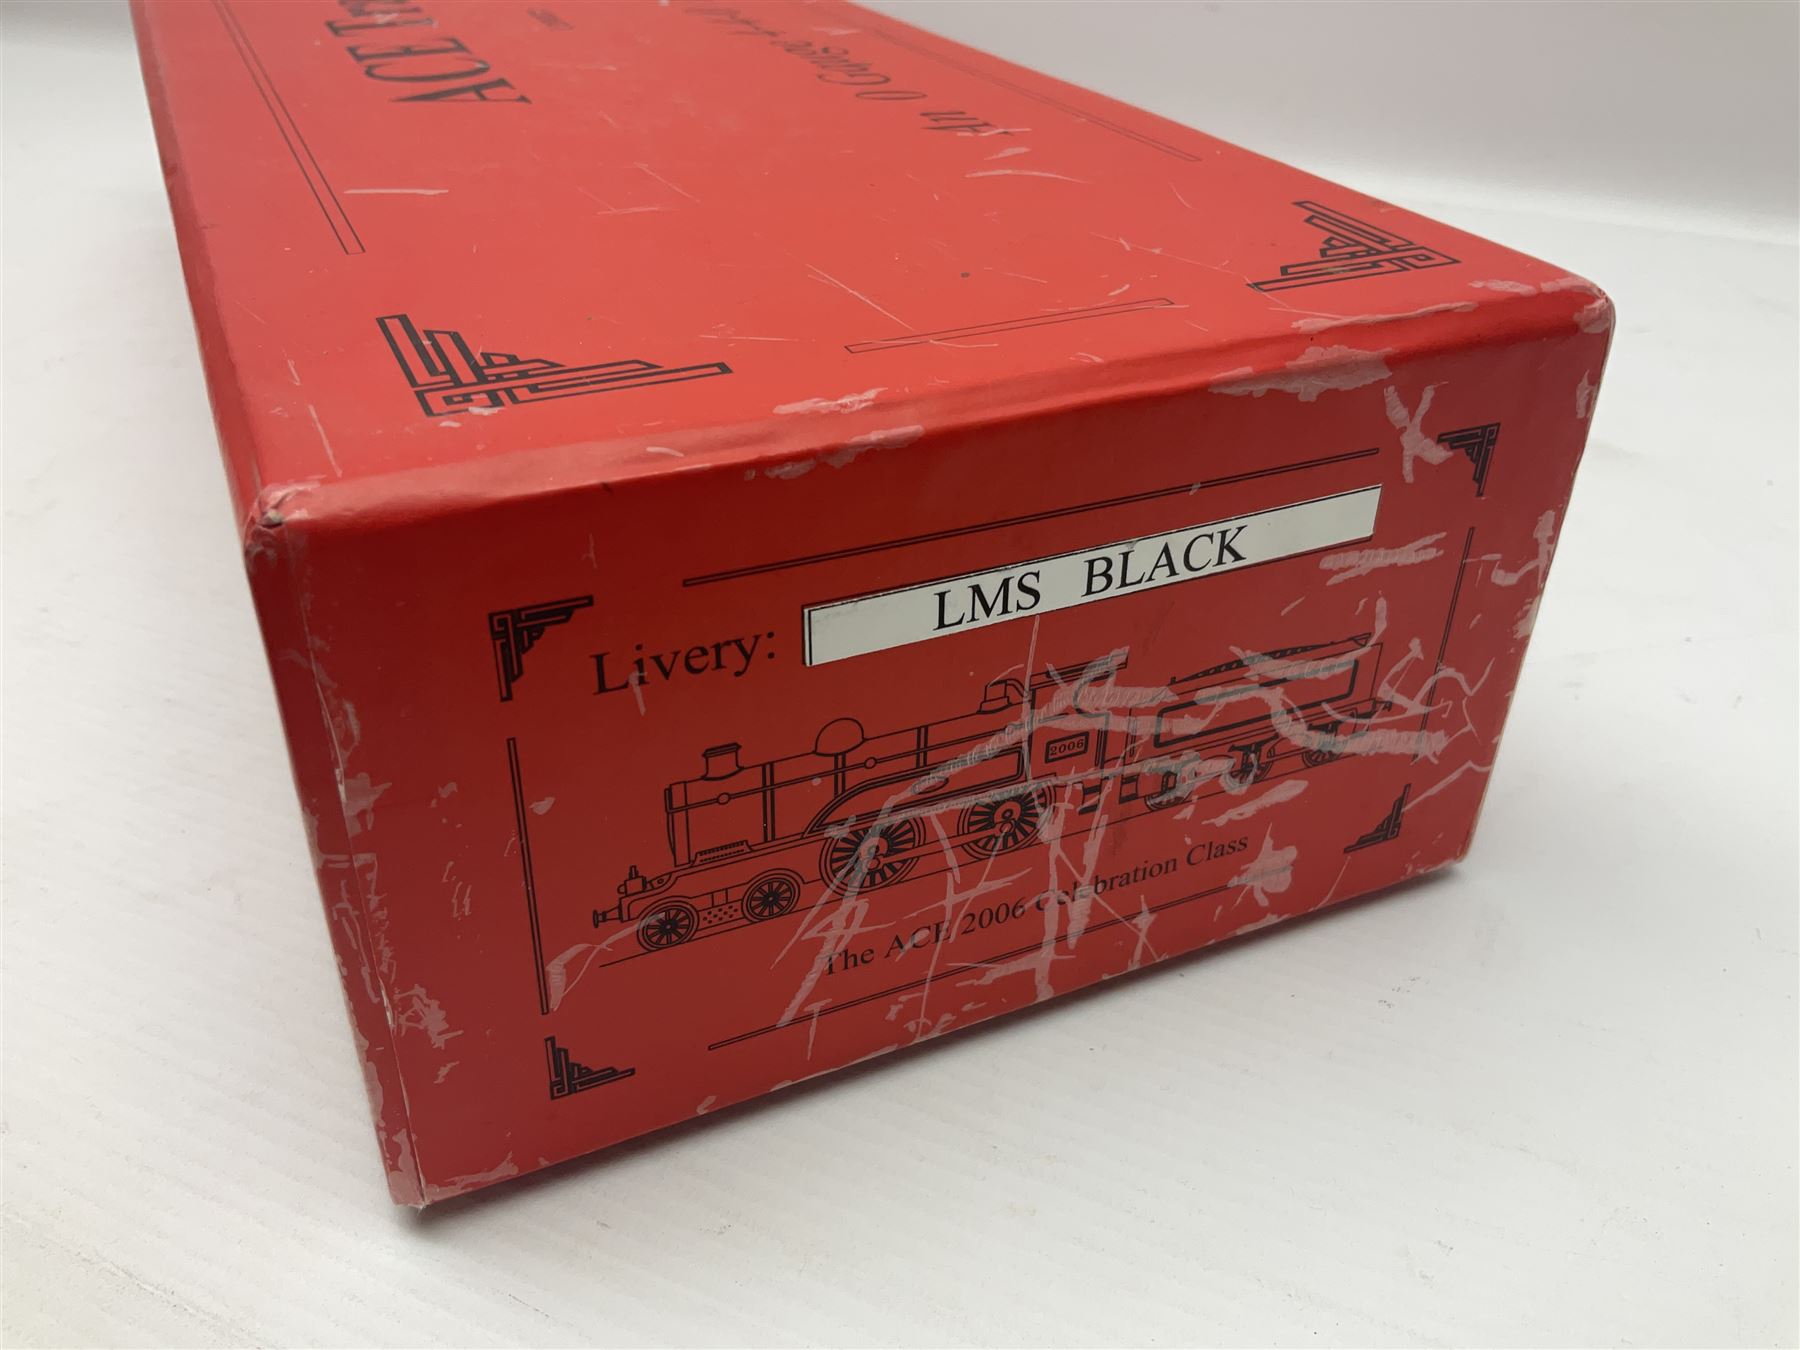 ACE
An O Gauge 4-4-0
Livery: LMS BLACK
2006
The ACE 2006 Celebration Class